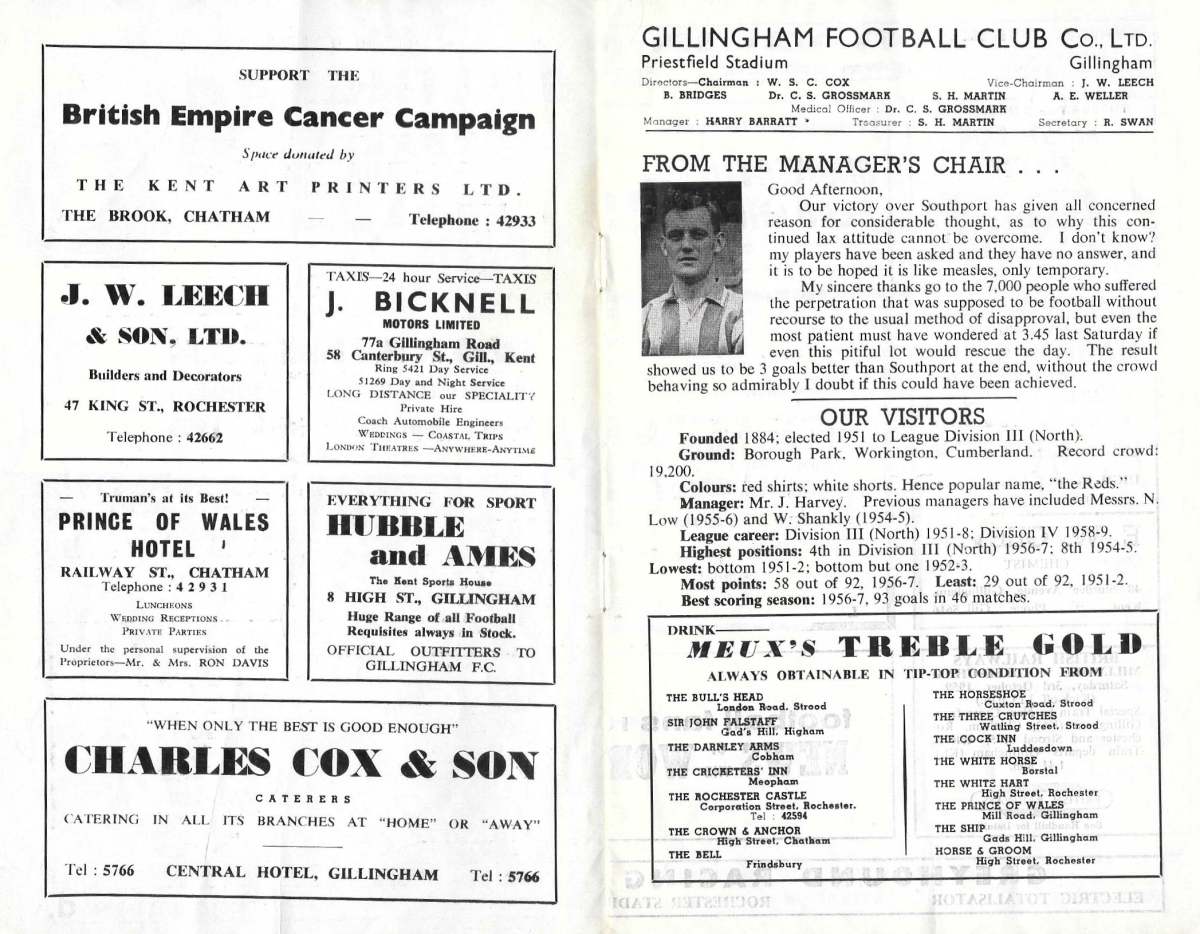 SUPPORT THE
British Empire Cancer Campaign
Space donated by
THE KENT ART PRINTERS LTD.
THE BROOK, CHATHAM — — Telephone : 42933
J. W. LEECH
& SON, LTD.
Builders and Decorators
47 KING ST., ROCHESTER
Telephone : 42662
TAXIS—24 hour Service—TAXIS
J. BICKNELL
MOTORS LIMITED
77a Gillingham Road
58 Canterbury St., Gill., Kent
Ring 5421 Day Service
51269 Day and Night Service
LONG DISTANCE our SPECIALITY
Private Hire
Coach Automobile Engineers
WEDDINGS — COASTAL TRIPS
LONDON THEATRES —ANYWHERE-ANYTIME
— Truman's at its Best! —
PRINCE OF WALES
HOTEL
RAILWAY ST., CHATHAM
Telephone : 4 2 9 3 1
LUNCHEONS
WEDDING RECEPTIONS
PRIVATE PARTIES
Under the personal supervision of the
Proprietors—Mr. & Mrs. RON DAVIS
EVERYTHING FOR SPORT
HUBBLE
and AMES
The Kent Sports House
8 HIGH ST., GILLINGHAM
Huge Range of all Football
Requisites always in Stock.
OFFICIAL OUTFITTERS TO
GILLINGHAM F.C.
"WHEN ONLY THE BEST IS GOOD ENOUGH"
CHARLES COX & SON
CATERERS
CATERING IN ALL ITS BRANCHES AT "HOME" OR "AWAY"
Tel : 5766 CENTRAL HOTEL, GILLINGHAM Tel : 5766
GILLINGHAM FOOTBALL CLUB Co., LTD.
Priestfield Stadium Gillingham
Directors—Chairman : W. S. C. COX Vice-Chairman : J. W. LEECH
B. BRIDGES Dr. C. S. GROSSMARK S. H. MARTIN A. E. WELLER
Medical Officer : Dr. C. S. GROSSMARK
Manager : HARRY BARRATT Treasurer : S. H. MARTIN Secretary : R. SWAN
FROM THE MANAGER'S CHAIR . . .
Good Afternoon,
Our victory over Southport has given all concerned
reason for considerable thought, as to why this con-
tinued lax attitude cannot be overcome. I don't know?
my players have been asked and they have no answer, and
it is to be hoped it is like measles, only temporary.
My sincere thanks go to the 7,000 people who suffered
the perpetration that was supposed to be football without
recourse to the usual method of disapproval, but even the
most patient must have wondered at 3.45 last Saturday if
even this pitiful lot would rescue the day. The result
showed us to be 3 goals better than Southport at the end, without the crowd
behaving so admirably I doubt if this could have been achieved.
OUR VISITORS
Founded 1884; elected 1951 to League Division III (North).
Ground: Borough Park, Workington, Cumberland. Record crowd:
19,200.
Colours: red shirts; white shorts. Hence popular name, "the Reds."
Manager: Mr. J. Harvey. Previous managers have included Messrs. N.
Low (1955-6) and W. Shankly (1954-5).
League career: Division III (North) 1951-8; Division IV 1958-9.
Highest positions: 4th in Division III (North) 1956-7; 8th 1954-5.
Lowest: bottom 1951-2; bottom but one 1952-3.
Most points: 58 out of 92, 1956-7. Least: 29 out of 92, 1951-2.
Best scoring season: 1956-7, 93 goals in 46 matches.
DRINK—
MEUX'S TREBLE GOLD
ALWAYS OBTAINABLE IN TIP-TOP CONDITION FROM
THE BULL'S HEAD
London Road, Strood
SIR JOHN FALSTAFF
Gad's Hill, Higham
THE DARNLEY ARMS
Cobham
THE CRICKETERS' INN
Meopham
THE ROCHESTER CASTLE
Corporation Street, Rochester.
Tel : 42594
THE CROWN & ANCHOR
High Street, Chatham
THE BELL
Frindsbury
THE HORSESHOE
Cuxton Road, Strood
THE THREE CRUTCHES
Watling Street, Strood
THE COCK INN
Luddesdown
THE WHITE HORSE
Borstal
THE WHITE HART
High Street, Rochester
THE PRINCE OF WALES
Mill Road, Gillingham
THE SHIP
Gads Hill, Gillingham
HORSE & GROOM
High Street, Rochester